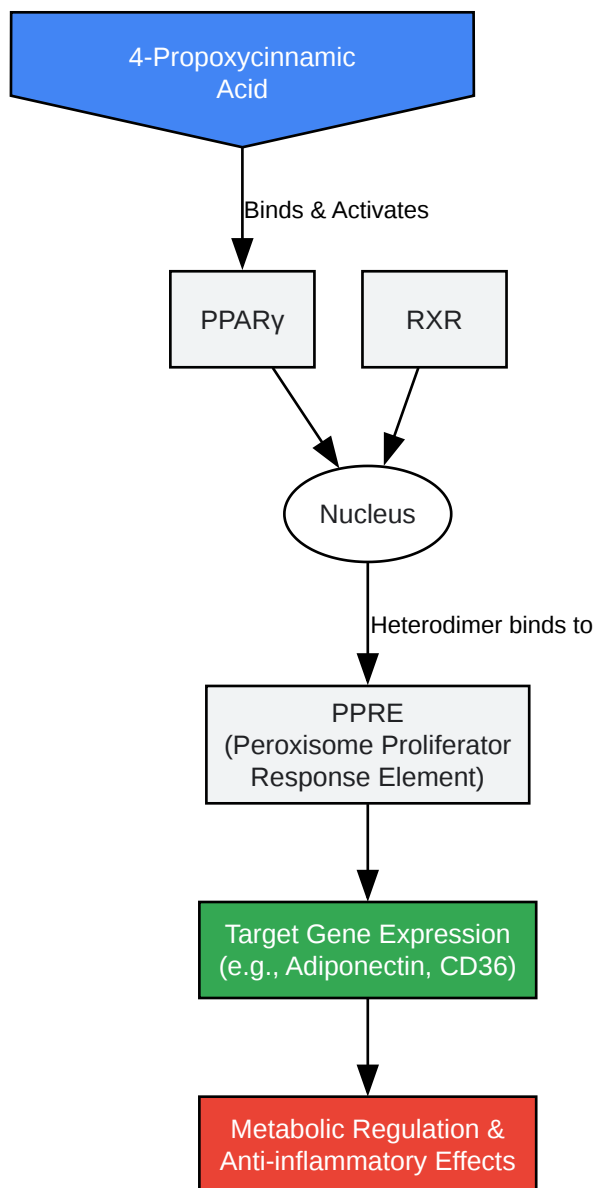 4-Propoxycinnamic
Acid
Binds & Activates
PPARγ
RXR
Nucleus
Heterodimer binds to
PPRE
(Peroxisome Proliferator
Response Element)
Target Gene Expression
(e.g., Adiponectin, CD36)
Metabolic Regulation &
Anti-inflammatory Effects